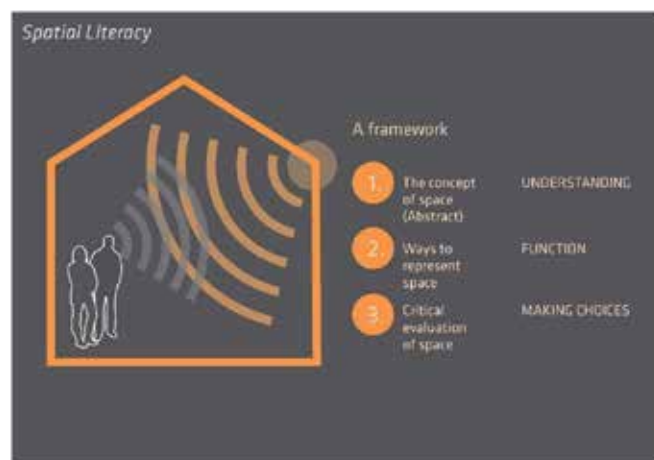 Spatial Literacy
A framework
1. The concept of space (Abstract) UNDERSTANDING
2. Ways to represent space FUNCTION
3. Critical evaluation of space MAKING CHOICES